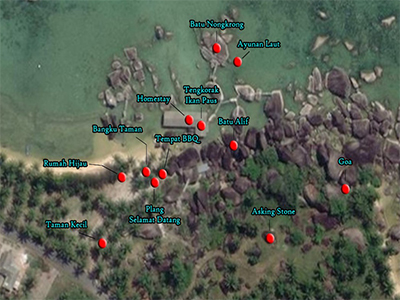 Batu Nongkrong
Ayunan Laut
Tengkorak
Ikan Paus
Homestay
Batu Alif
Bangku Taman
Tempat BBQ
Rumah Hijau
Goa
Plang
Selamat Datang
Asking Stone
Taman Kecil